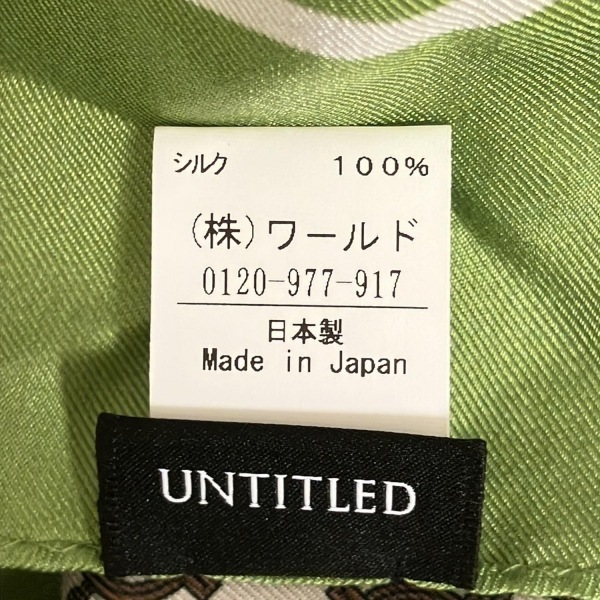 シルク 100%
(株)ワールド
0120-977-917
日本製
Made in Japan
UNTITLED